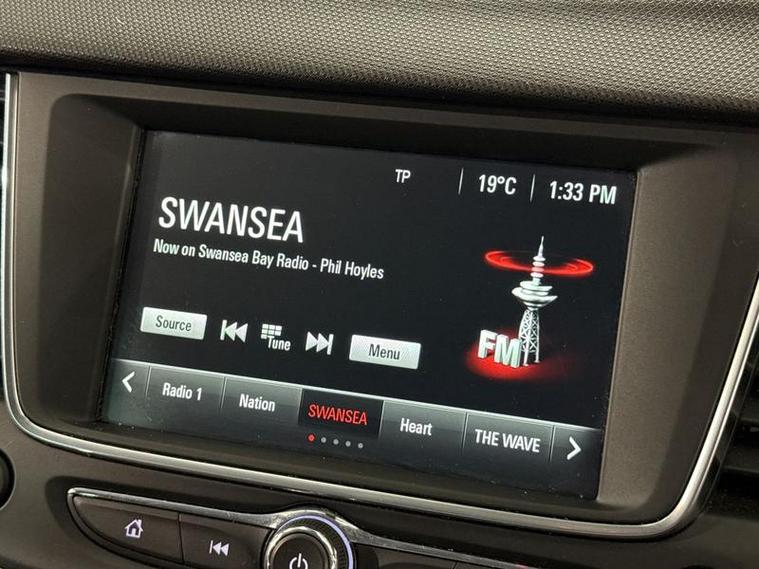 TP 19°C 1:33 PM
SWANSEA
Now on Swansea Bay Radio - Phil Hoyles
FM
Source Tune Menu
Radio 1 Nation SWANSEA Heart THE WAVE